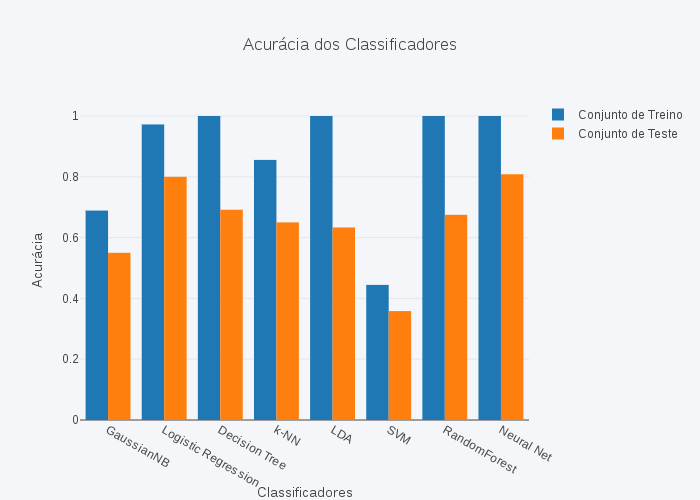 Acurácia dos Classificadores
Conjunto de Treino
Conjunto de Teste
Acurácia
1
0.8
0.6
0.4
0.2
0
GaussianNB
Logistic Regression
Decision Tree
k-NN
LDA
SVM
RandomForest
Neural Net
Classificadores